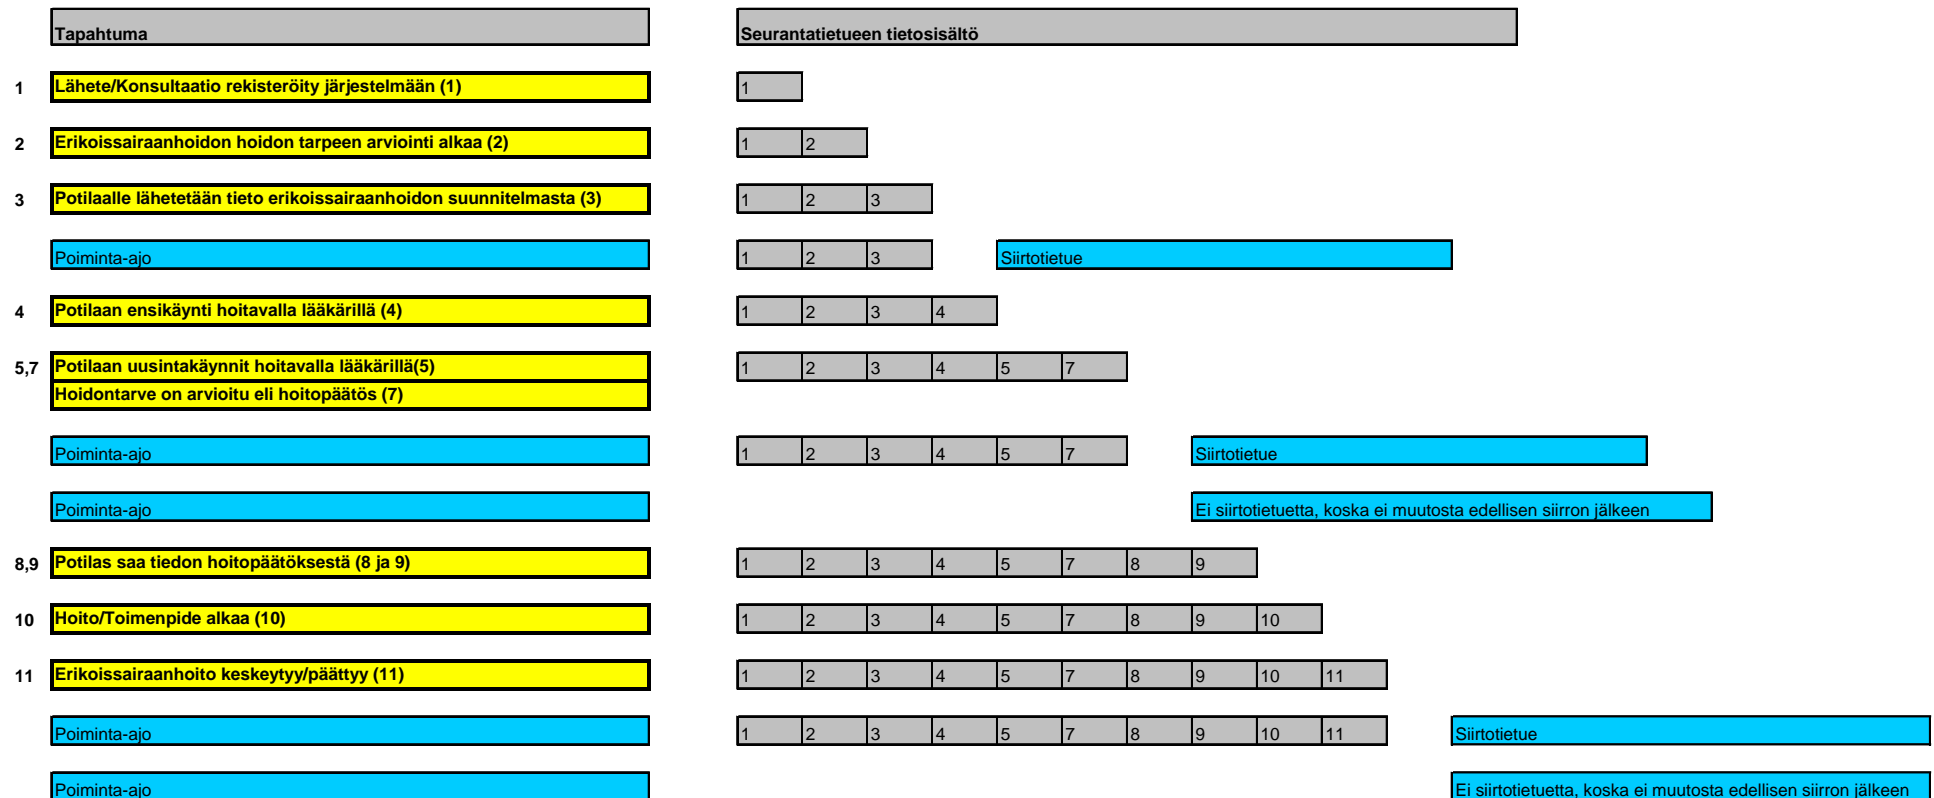 Tapahtuma Seurantatietueen tietosisältö
1 Lähete/Konsultaatio rekisteröity järjestelmään (1) 1
2 Erikoissairaanhoidon hoidon tarpeen arviointi alkaa (2) 1 2
3 Potilaalle lähetetään tieto erikoissairaanhoidon suunnitelmasta (3) 1 2 3
Poiminta-ajo 1 2 3 Siirtotietue
4 Potilaan ensikäynti hoitavalla lääkärillä (4) 1 2 3 4
5,7 Potilaan uusintakäynnit hoitavalla lääkärillä(5) 1 2 3 4 5 7
Hoidontarve on arvioitu eli hoitopäätös (7)
Poiminta-ajo 1 2 3 4 5 7 Siirtotietue
Poiminta-ajo Ei siirtotietuetta, koska ei muutosta edellisen siirron jälkeen
8,9 Potilas saa tiedon hoitopäätöksestä (8 ja 9) 1 2 3 4 5 7 8 9
10 Hoito/Toimenpide alkaa (10) 1 2 3 4 5 7 8 9 10
11 Erikoissairaanhoito keskeytyy/päättyy (11) 1 2 3 4 5 7 8 9 10 11
Poiminta-ajo 1 2 3 4 5 7 8 9 10 11 Siirtotietue
Poiminta-ajo Ei siirtotietuetta, koska ei muutosta edellisen siirron jälkeen